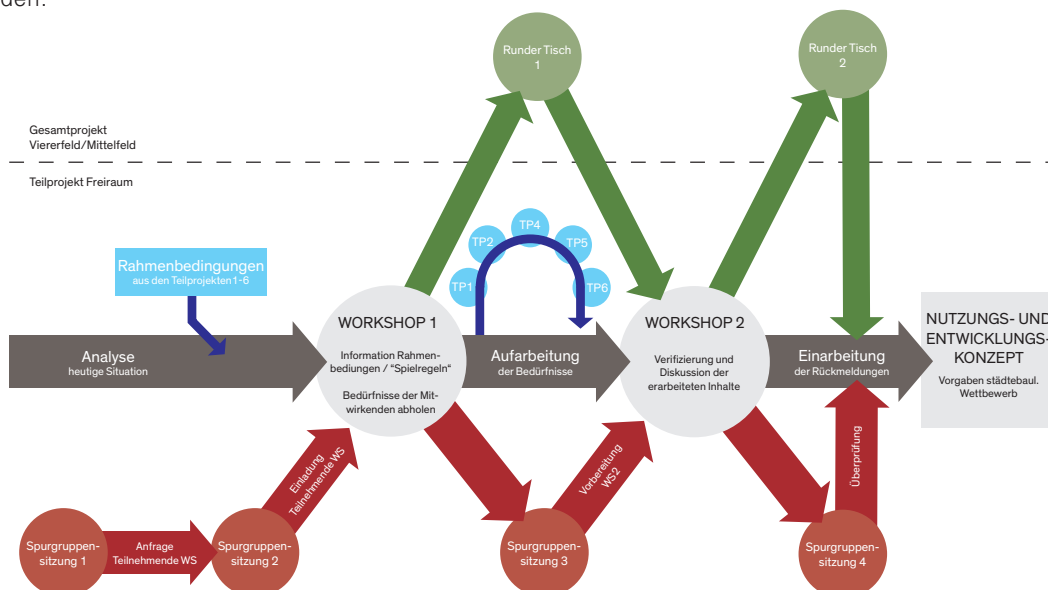 den.
Runder Tisch
1
Runder Tisch
2
Gesamtprojekt
Viererfeld/Mittelfeld
Teilprojekt Freiraum
TP1
TP2
TP4
TP5
TP6
Rahmenbedingungen
aus den Teilprojekten 1-6
Analyse
heutige Situation
WORKSHOP 1
Information Rahmen-
bediungen / "Spielregeln"
Bedürfnisse der Mit-
wirkenden abholen
Aufarbeitung
der Bedürfnisse
WORKSHOP 2
Verifizierung und
Diskussion der
erarbeiteten Inhalte
Einarbeitung
der Rückmeldungen
NUTZUNGS- UND
ENTWICKLUNGS-
KONZEPT
Vorgaben städtebaul.
Wettbewerb
Einladung
Teilnehmende WS
Vorbereitung
WS2
Überprüfung
Spurgruppen-
sitzung 1
Anfrage
Teilnehmende WS
Spurgruppen-
sitzung 2
Spurgruppen-
sitzung 3
Spurgruppen-
sitzung 4